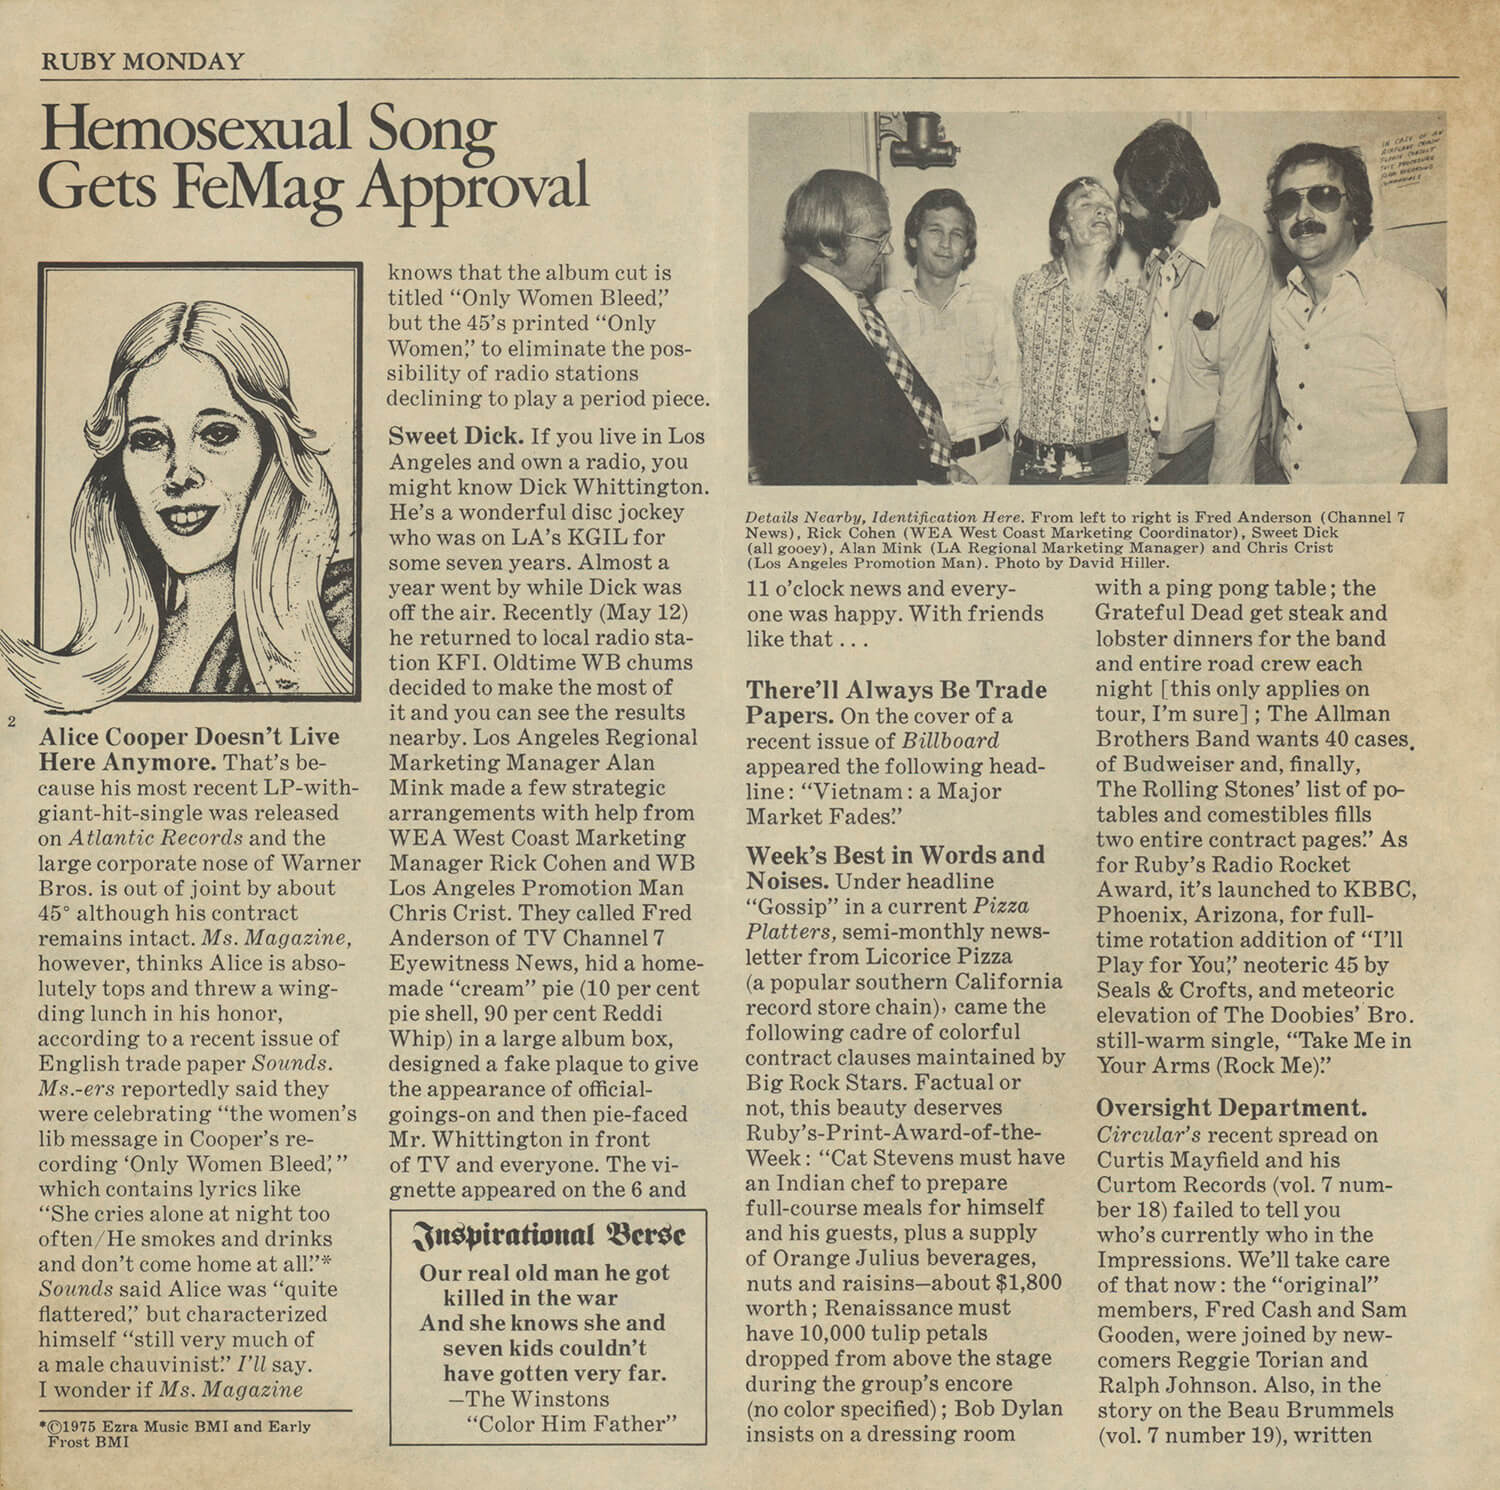 RUBY MONDAY
Hemosexual Song
Gets FeMag Approval
2
Alice Cooper Doesn't Live
Here Anymore. That's be-
cause his most recent LP-with-
giant-hit-single was released
on Atlantic Records and the
large corporate nose of Warner
Bros. is out of joint by about
45° although his contract
remains intact. Ms. Magazine,
however, thinks Alice is abso-
lutely tops and threw a wing-
ding lunch in his honor,
according to a recent issue of
English trade paper Sounds.
Ms.-ers reportedly said they
were celebrating "the women's
lib message in Cooper's re-
cording 'Only Women Bleed,'"
which contains lyrics like
"She cries alone at night too
often/He smokes and drinks
and don't come home at all."*
Sounds said Alice was "quite
flattered," but characterized
himself "still very much of
a male chauvinist." I'll say.
I wonder if Ms. Magazine
*©1975 Ezra Music BMI and Early
Frost BMI
knows that the album cut is
titled "Only Women Bleed,"
but the 45's printed "Only
Women," to eliminate the pos-
sibility of radio stations
declining to play a period piece.
Sweet Dick. If you live in Los
Angeles and own a radio, you
might know Dick Whittington.
He's a wonderful disc jockey
who was on LA's KGIL for
some seven years. Almost a
year went by while Dick was
off the air. Recently (May 12)
he returned to local radio sta-
tion KFI. Oldtime WB chums
decided to make the most of
it and you can see the results
nearby. Los Angeles Regional
Marketing Manager Alan
Mink made a few strategic
arrangements with help from
WEA West Coast Marketing
Manager Rick Cohen and WB
Los Angeles Promotion Man
Chris Crist. They called Fred
Anderson of TV Channel 7
Eyewitness News, hid a home-
made "cream" pie (10 per cent
pie shell, 90 per cent Reddi
Whip) in a large album box,
designed a fake plaque to give
the appearance of official-
goings-on and then pie-faced
Mr. Whittington in front
of TV and everyone. The vi-
gnette appeared on the 6 and
Inspirational Verse
Our real old man he got
killed in the war
And she knows she and
seven kids couldn't
have gotten very far.
—The Winstons
"Color Him Father"
IN CASE OF AN
AIRPLANE CRASH
PLEASE CONSULT
THIS PROCEDURE
Details Nearby, Identification Here. From left to right is Fred Anderson (Channel 7
News), Rick Cohen (WEA West Coast Marketing Coordinator), Sweet Dick
(all gooey), Alan Mink (LA Regional Marketing Manager) and Chris Crist
(Los Angeles Promotion Man). Photo by David Hiller.
11 o'clock news and every-
one was happy. With friends
like that . . .
There'll Always Be Trade
Papers. On the cover of a
recent issue of Billboard
appeared the following head-
line: "Vietnam: a Major
Market Fades."
Week's Best in Words and
Noises. Under headline
"Gossip" in a current Pizza
Platters, semi-monthly news-
letter from Licorice Pizza
(a popular southern California
record store chain), came the
following cadre of colorful
contract clauses maintained by
Big Rock Stars. Factual or
not, this beauty deserves
Ruby's-Print-Award-of-the-
Week: "Cat Stevens must have
an Indian chef to prepare
full-course meals for himself
and his guests, plus a supply
of Orange Julius beverages,
nuts and raisins—about $1,800
worth; Renaissance must
have 10,000 tulip petals
dropped from above the stage
during the group's encore
(no color specified); Bob Dylan
insists on a dressing room
with a ping pong table; the
Grateful Dead get steak and
lobster dinners for the band
and entire road crew each
night [this only applies on
tour, I'm sure]; The Allman
Brothers Band wants 40 cases.
of Budweiser and, finally,
The Rolling Stones' list of po-
tables and comestibles fills
two entire contract pages." As
for Ruby's Radio Rocket
Award, it's launched to KBBC,
Phoenix, Arizona, for full-
time rotation addition of "I'll
Play for You," neoteric 45 by
Seals & Crofts, and meteoric
elevation of The Doobies' Bro.
still-warm single, "Take Me in
Your Arms (Rock Me)."
Oversight Department.
Circular's recent spread on
Curtis Mayfield and his
Curtom Records (vol. 7 num-
ber 18) failed to tell you
who's currently who in the
Impressions. We'll take care
of that now: the "original"
members, Fred Cash and Sam
Gooden, were joined by new-
comers Reggie Torian and
Ralph Johnson. Also, in the
story on the Beau Brummels
(vol. 7 number 19), written